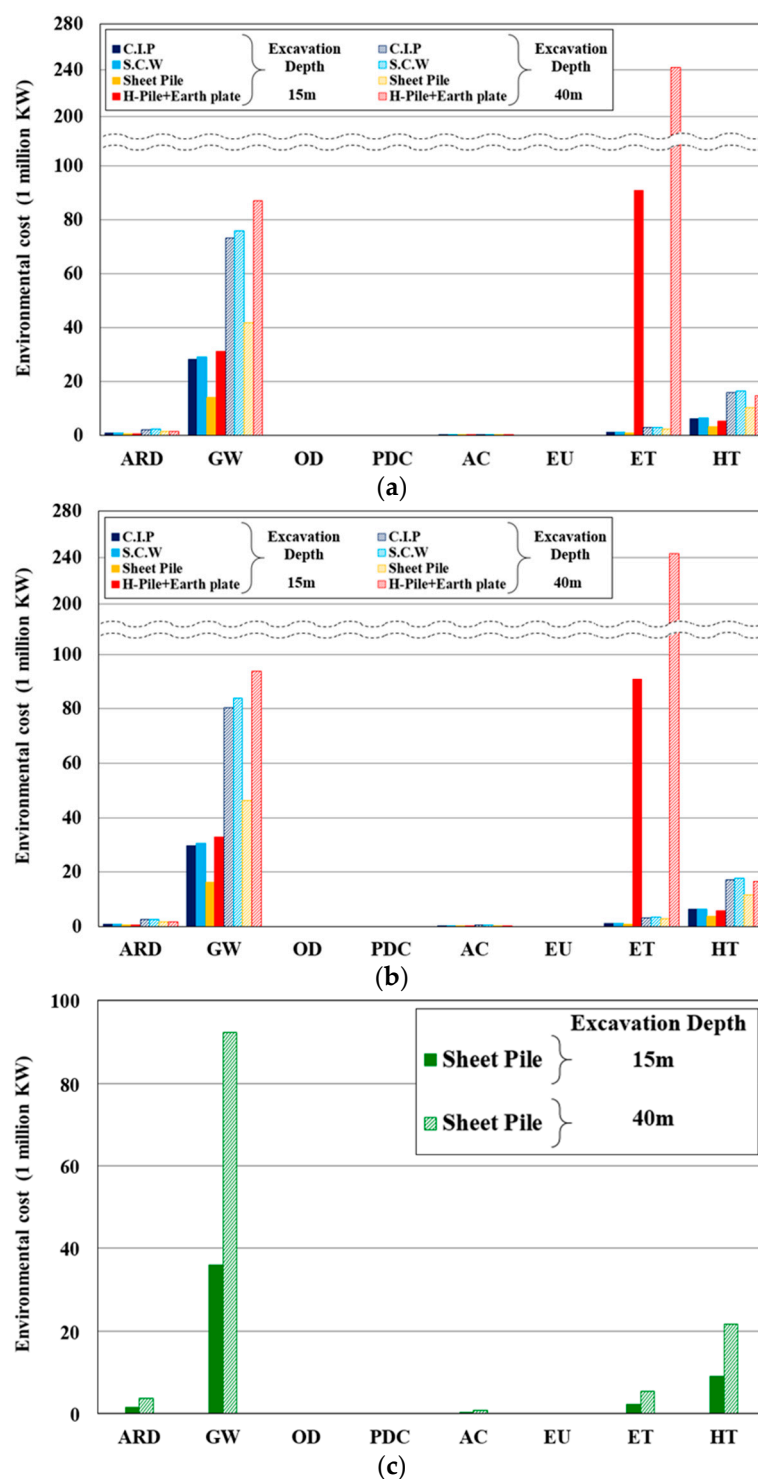 280
240
200
100
80
60
40
20
0
Environmental cost (1 million KW)
C.I.P
S.C.W
Sheet Pile
H-Pile+Earth plate
Excavation
Depth
15m
C.I.P
S.C.W
Sheet Pile
H-Pile+Earth plate
Excavation
Depth
40m
ARD GW OD PDC AC EU ET HT
(a)
280
240
200
100
80
60
40
20
0
Environmental cost (1 million KW)
C.I.P
S.C.W
Sheet Pile
H-Pile+Earth plate
Excavation
Depth
15m
C.I.P
S.C.W
Sheet Pile
H-Pile+Earth plate
Excavation
Depth
40m
ARD GW OD PDC AC EU ET HT
(b)
100
80
60
40
20
0
Environmental cost (1 million KW)
Excavation Depth
Sheet Pile 15m
Sheet Pile 40m
ARD GW OD PDC AC EU ET HT
(c)